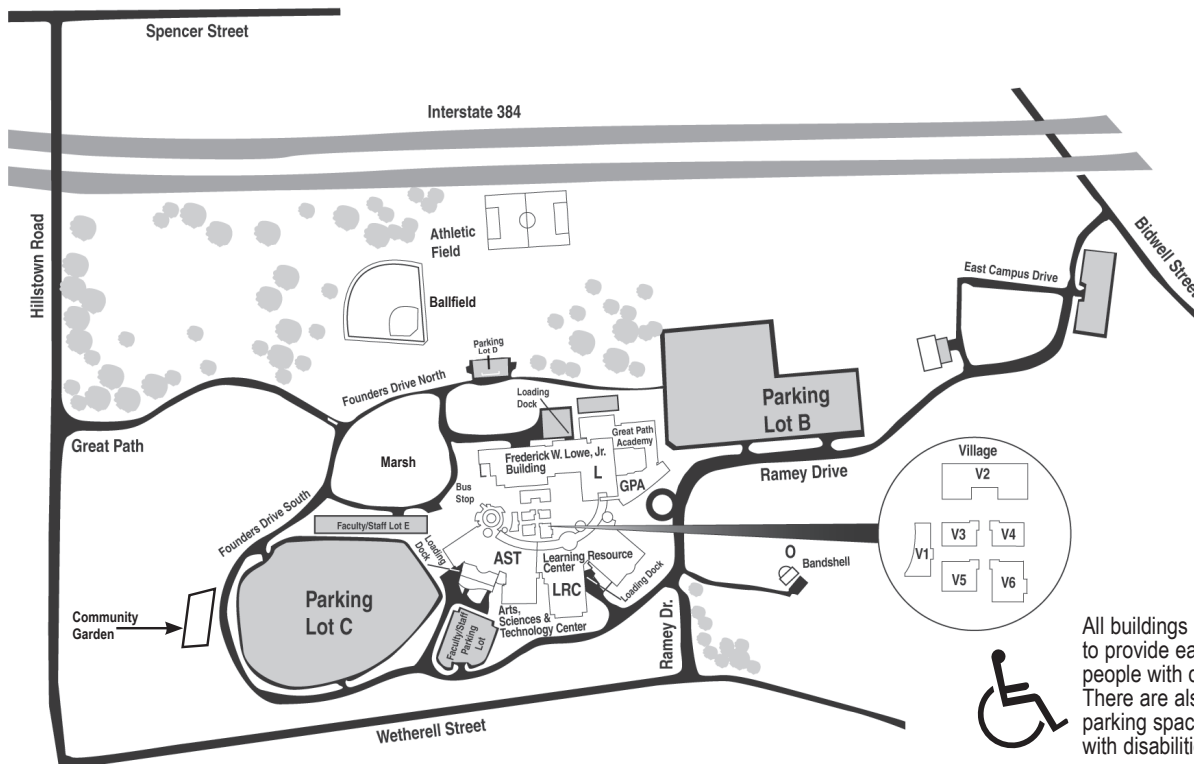 Spencer Street
Interstate 384
Hillstown Road
Athletic
Field
Ballfield
Bidwell Street
East Campus Drive
Parking
Lot D
Founders Drive North
Loading
Dock
Parking
Lot B
Great Path
Academy
Great Path
Marsh
Frederick W. Lowe, Jr.
Building
L
GPA
Ramey Drive
Village
V2
V3
V4
V1
V5
V6
Bus
Stop
Founders Drive South
Faculty/Staff Lot E
Loading
Dock
AST
Learning Resource
Center
LRC
Loading Dock
O
Bandshell
Parking
Lot C
Community
Garden
Arts,
Sciences &
Technology Center
Faculty/Staff
Parking
Lot
Ramey Dr.
Wetherell Street
All buildings
to provide ea
people with
There are als
parking spac
with disabiliti